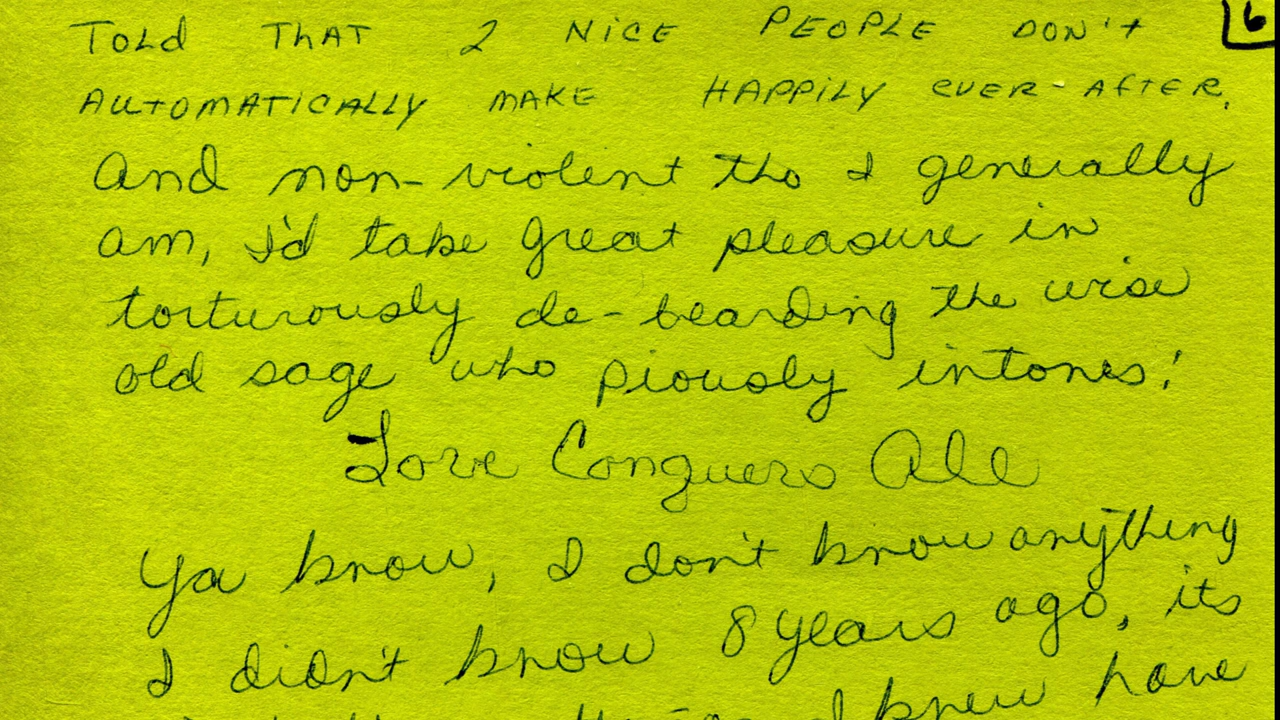 6
TOLd THAT 2 NiCE PEOPLE DON't
AUTOMATiCALLY MAKE HAPPiLY EVER-AfTER.
And non-violent tho I generally
am, I'd take great pleasure in
torturously de-bearding the wise
old sage who piously intones!
Love Conquers All
Ya know, I don't know anything
I didn't know 8 years ago, its
knew have